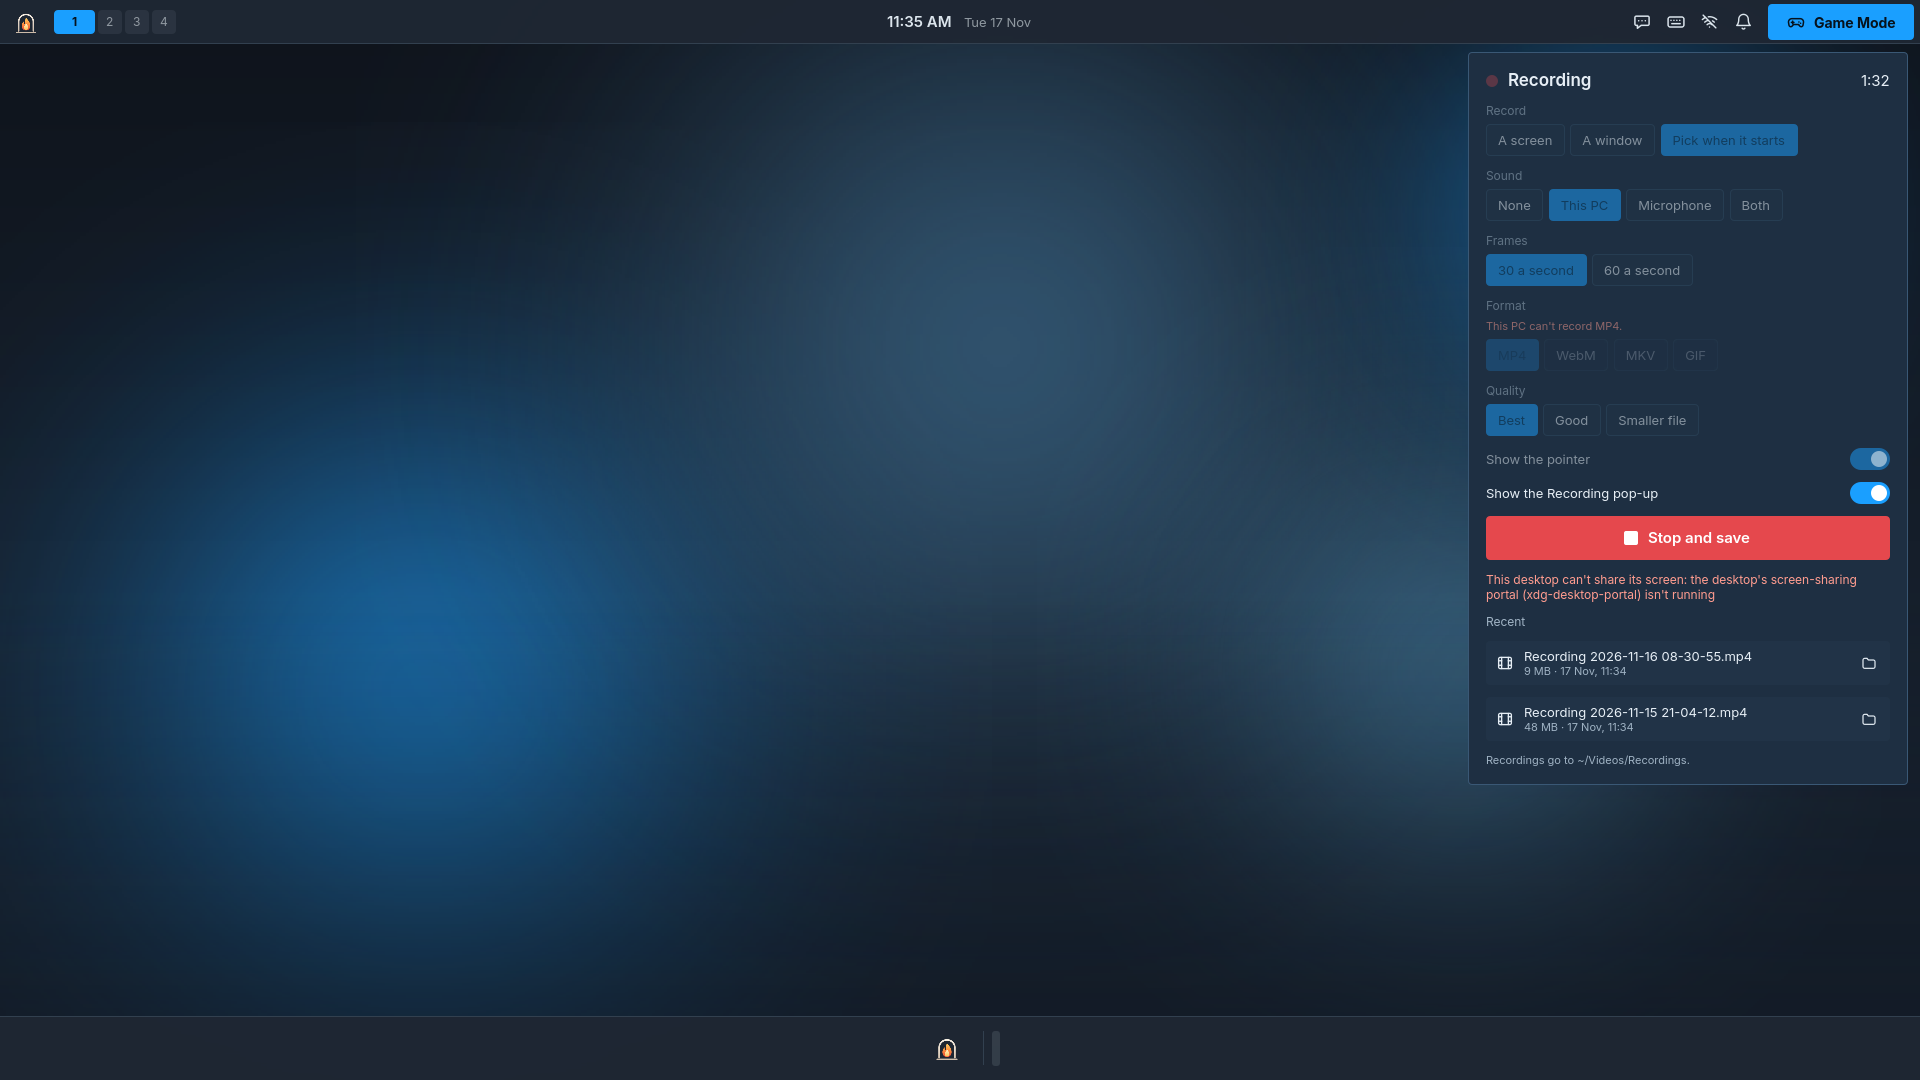 1 2 3 4
11:35 AM Tue 17 Nov
Game Mode
Recording 1:32
Record
A screen A window Pick when it starts
Sound
None This PC Microphone Both
Frames
30 a second 60 a second
Format
This PC can't record MP4.
MP4 WebM MKV GIF
Quality
Best Good Smaller file
Show the pointer
Show the Recording pop-up
Stop and save
This desktop can't share its screen: the desktop's screen-sharing
portal (xdg-desktop-portal) isn't running
Recent
Recording 2026-11-16 08-30-55.mp4
9 MB · 17 Nov, 11:34
Recording 2026-11-15 21-04-12.mp4
48 MB · 17 Nov, 11:34
Recordings go to ~/Videos/Recordings.